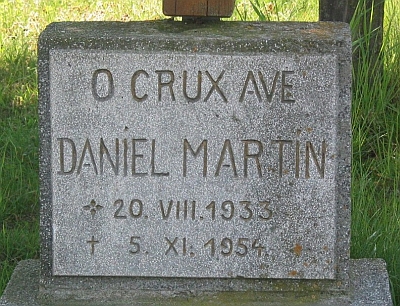 O CRUX AVE
DANIEL MARTIN
20. VIII. 1933
† 5. XI. 1954